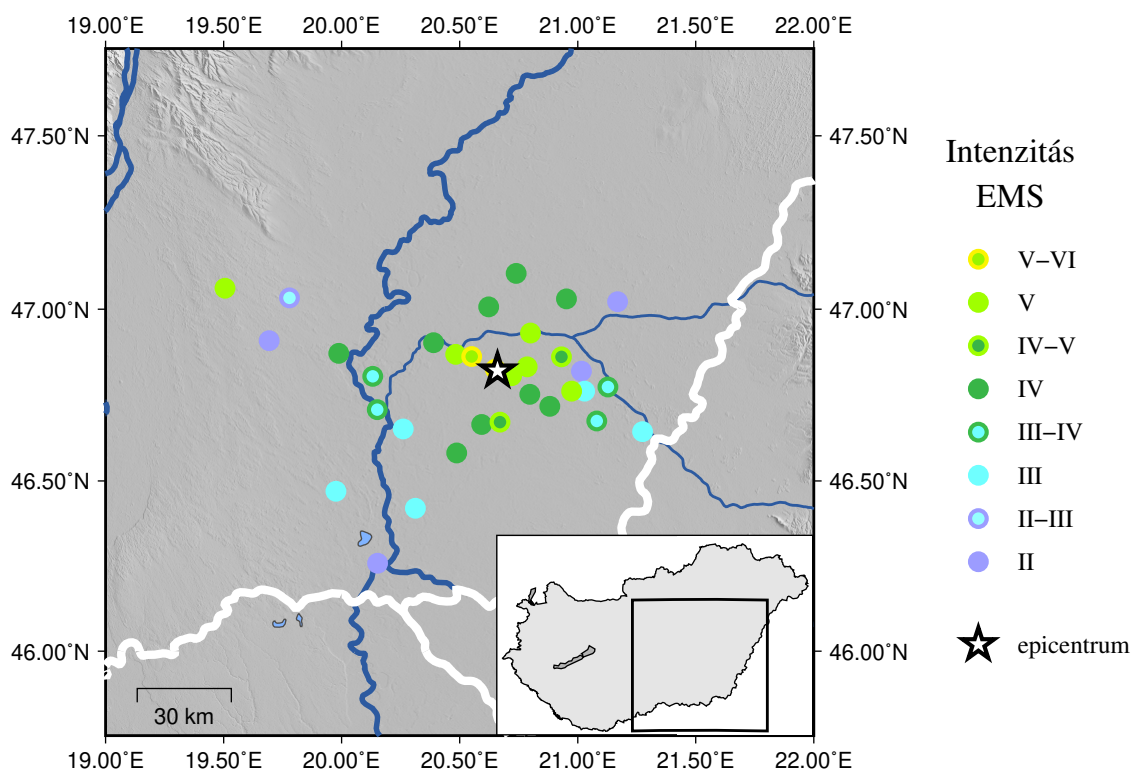 19.00°E 19.50°E 20.00°E 20.50°E 21.00°E 21.50°E 22.00°E
47.50°N 47.50°N
47.00°N 47.00°N
46.50°N 46.50°N
46.00°N 46.00°N
30 km
19.00°E 19.50°E 20.00°E 20.50°E 21.00°E 21.50°E 22.00°E
Intenzitás
EMS
V–VI
V
IV–V
IV
III–IV
III
II–III
II
epicentrum